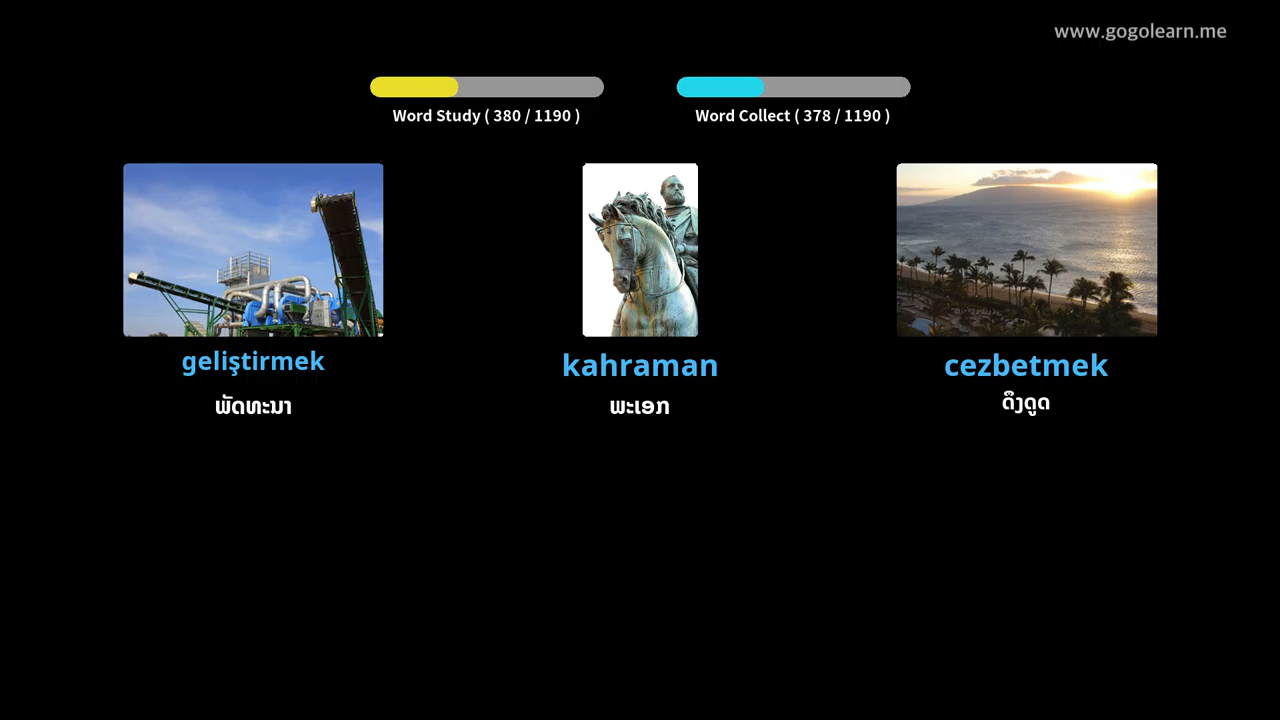 www.gogolearn.me
Word Study ( 380 / 1190 )
Word Collect ( 378 / 1190 )
geliştirmek
kahraman
cezbetmek
ພັດທະນາ
ພະເອກ
ດຶງດູດ